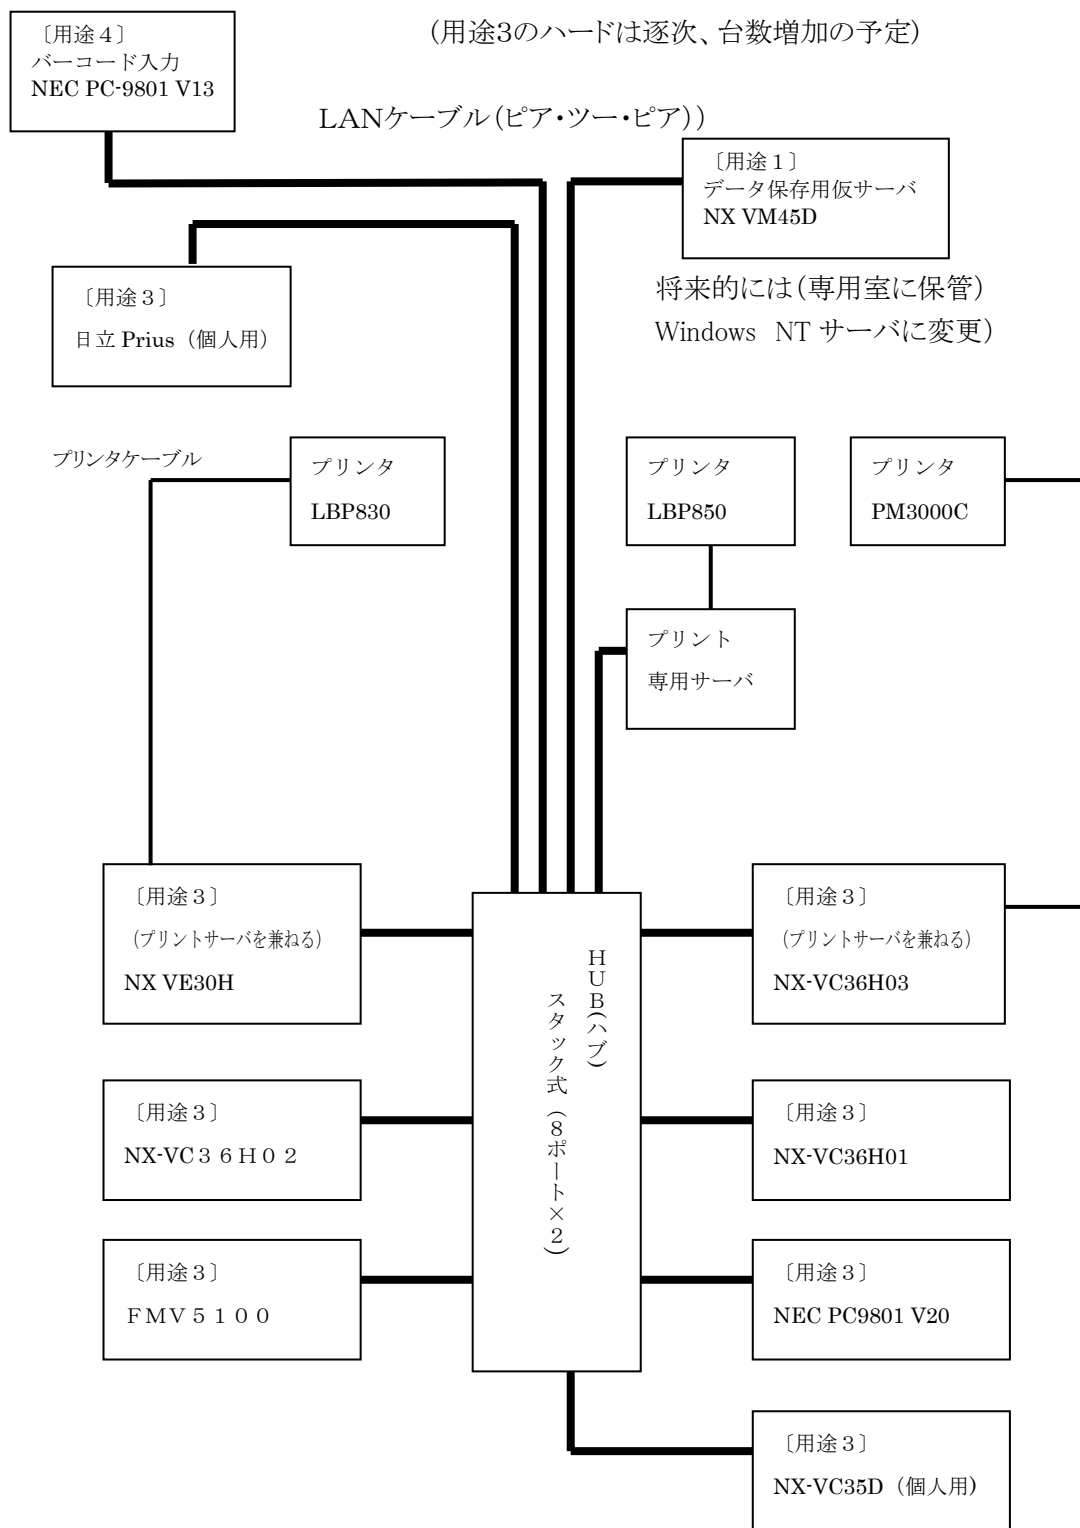 〔用途４〕
バーコード入力
NEC PC-9801 V13
(用途3のハードは逐次、台数増加の予定)
LANケーブル(ピア・ツー・ピア))
〔用途１〕
データ保存用仮サーバ
NX VM45D
〔用途３〕
日立 Prius（個人用）
将来的には(専用室に保管)
Windows NT サーバに変更)
プリンタケーブル
プリンタ
LBP830
プリンタ
LBP850
プリンタ
PM3000C
プリント
専用サーバ
〔用途３〕
（プリントサーバを兼ねる）
NX VE30H
HUB(ハブ)
スタック式（8ポート×2）
〔用途３〕
（プリントサーバを兼ねる）
NX-VC36H03
〔用途３〕
NX-VC３６Ｈ０２
〔用途３〕
NX-VC36H01
〔用途３〕
ＦＭＶ５１００
〔用途３〕
NEC PC9801 V20
〔用途３〕
NX-VC35D（個人用)